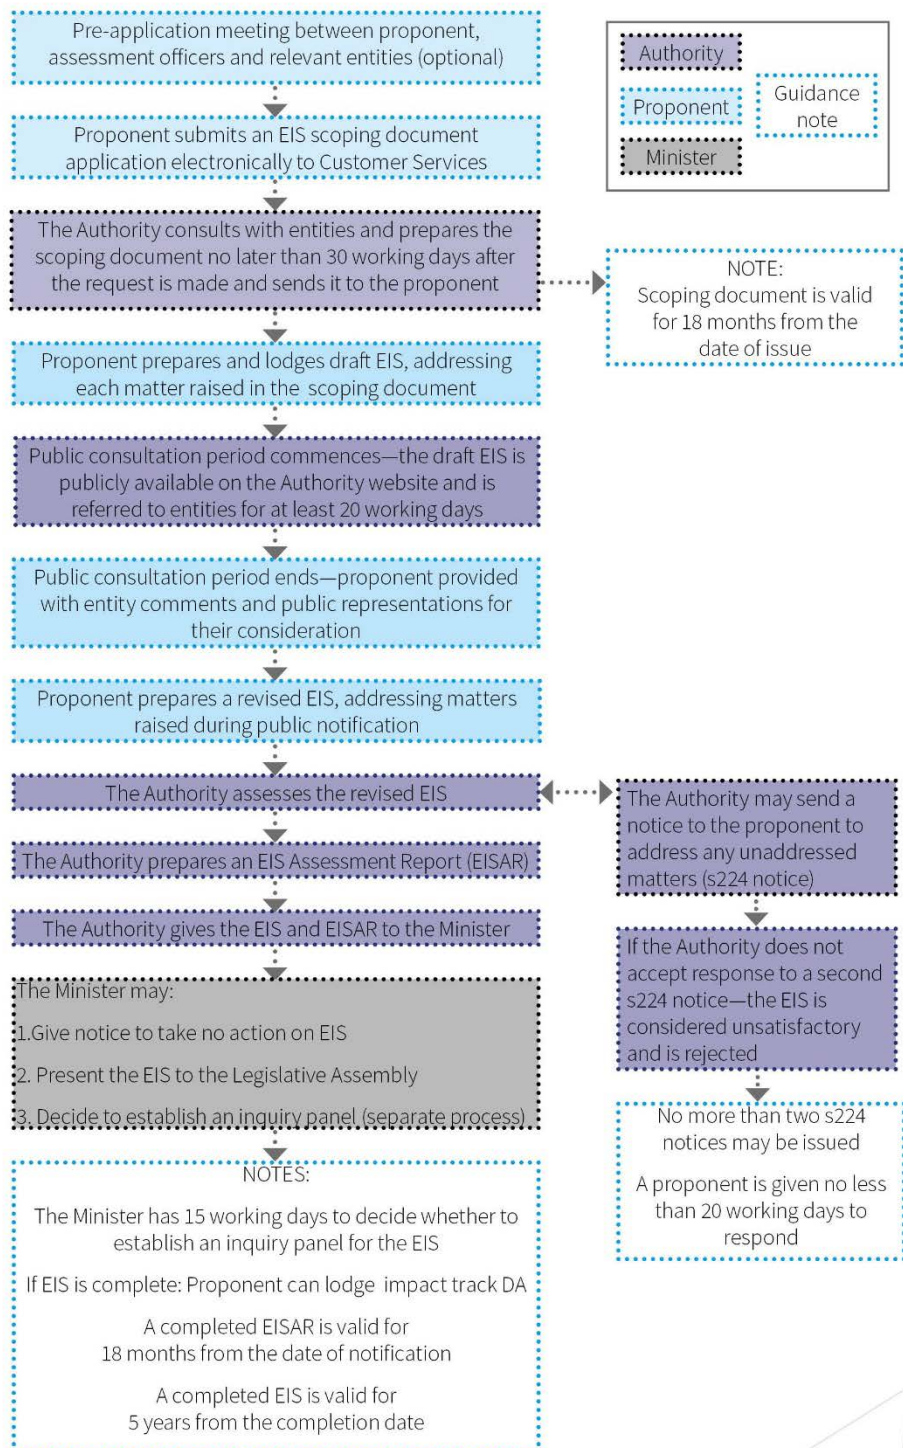 Pre-application meeting between proponent,
assessment officers and relevant entities (optional)
Proponent submits an EIS scoping document
application electronically to Customer Services
The Authority consults with entities and prepares the
scoping document no later than 30 working days after
the request is made and sends it to the proponent
Proponent prepares and lodges draft EIS, addressing
each matter raised in the scoping document
Public consultation period commences—the draft EIS is
publicly available on the Authority website and is
referred to entities for at least 20 working days
Public consultation period ends—proponent provided
with entity comments and public representations for
their consideration
Proponent prepares a revised EIS, addressing matters
raised during public notification
The Authority assesses the revised EIS
The Authority prepares an EIS Assessment Report (EISAR)
The Authority gives the EIS and EISAR to the Minister
The Minister may:
1.Give notice to take no action on EIS
2. Present the EIS to the Legislative Assembly
3. Decide to establish an inquiry panel (separate process)
NOTES:
The Minister has 15 working days to decide whether to
establish an inquiry panel for the EIS
If EIS is complete: Proponent can lodge impact track DA
A completed EISAR is valid for
18 months from the date of notification
A completed EIS is valid for
5 years from the completion date
Authority
Proponent
Minister
Guidance
note
NOTE:
Scoping document is valid
for 18 months from the
date of issue
The Authority may send a
notice to the proponent to
address any unaddressed
matters (s224 notice)
If the Authority does not
accept response to a second
s224 notice—the EIS is
considered unsatisfactory
and is rejected
No more than two s224
notices may be issued
A proponent is given no less
than 20 working days to
respond